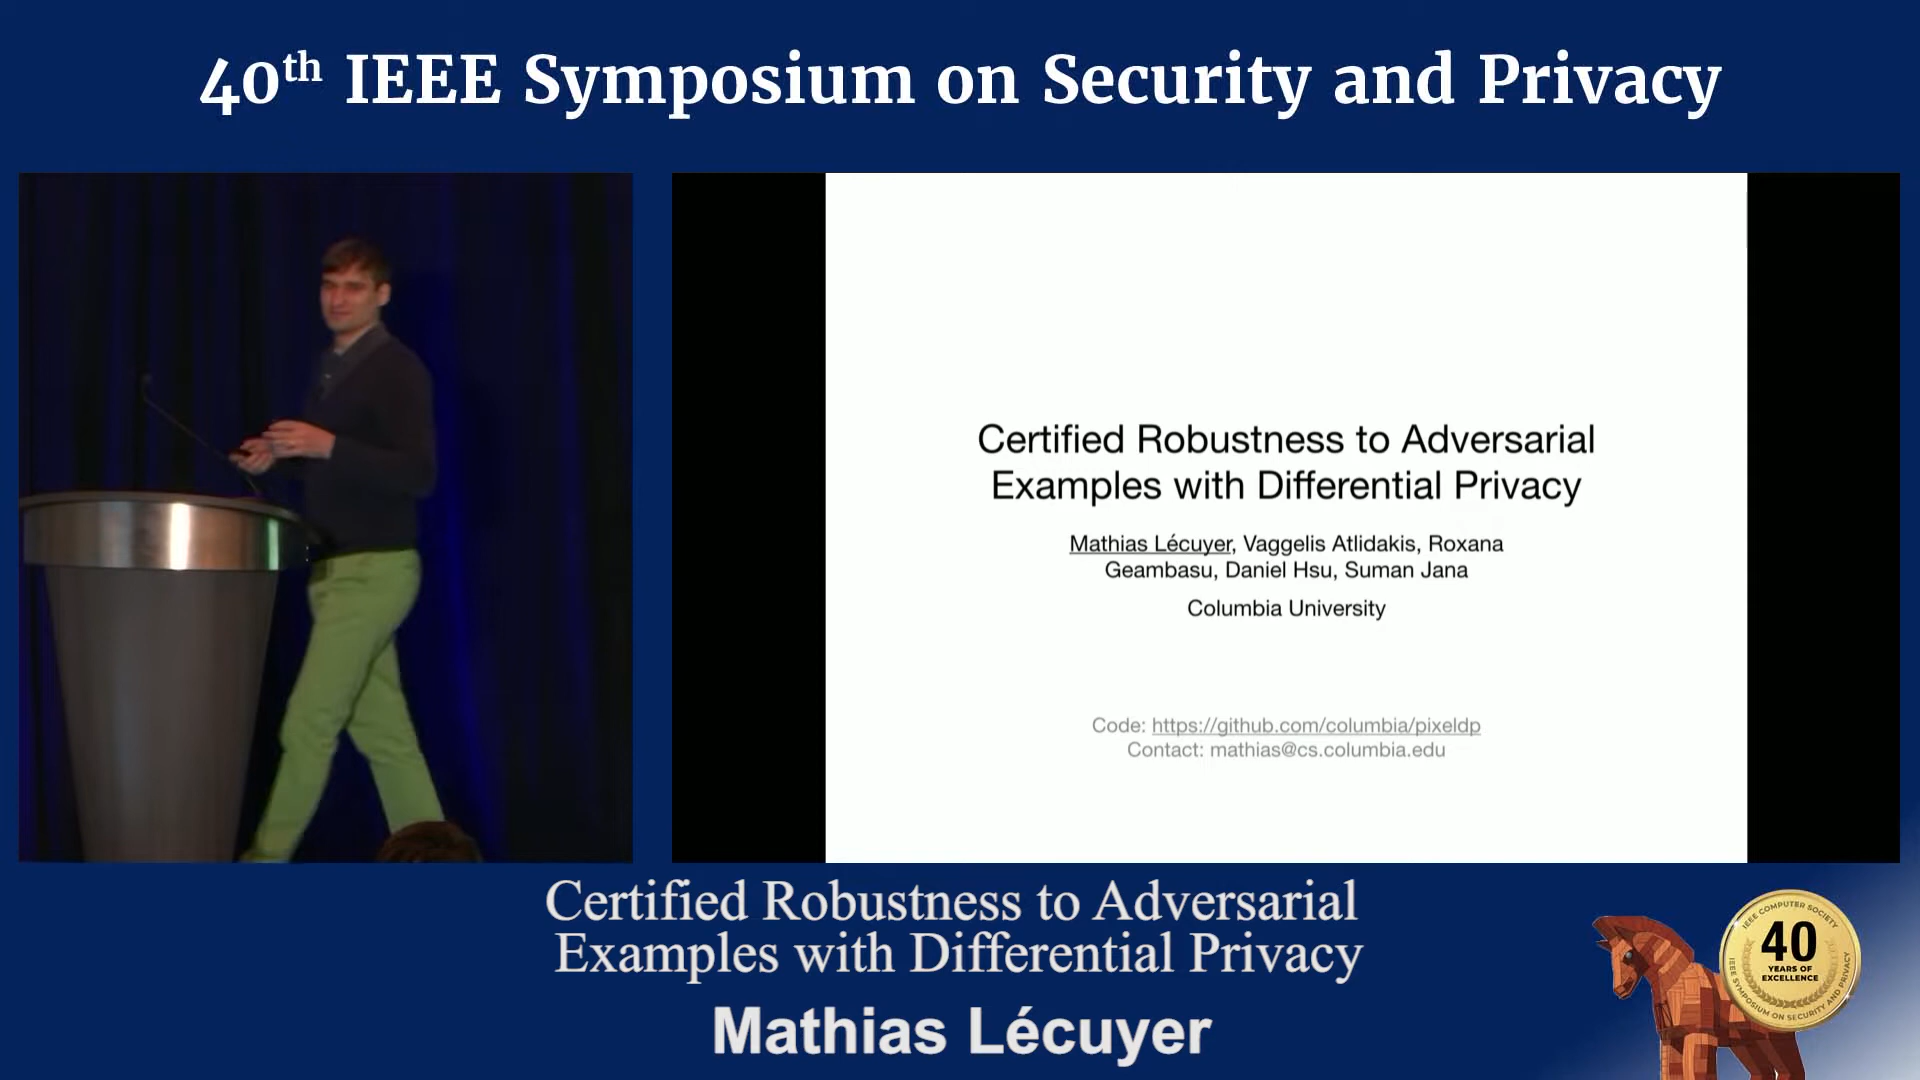 40th IEEE Symposium on Security and Privacy
Certified Robustness to Adversarial
Examples with Differential Privacy
Mathias Lécuyer, Vaggelis Atlidakis, Roxana
Geambasu, Daniel Hsu, Suman Jana
Columbia University
Code: https://github.com/columbia/pixeldp
Contact: mathias@cs.columbia.edu
Certified Robustness to Adversarial
Examples with Differential Privacy
Mathias Lécuyer
IEEE COMPUTER SOCIETY
40
YEARS OF
EXCELLENCE
IEEE SYMPOSIUM ON SECURITY AND PRIVACY